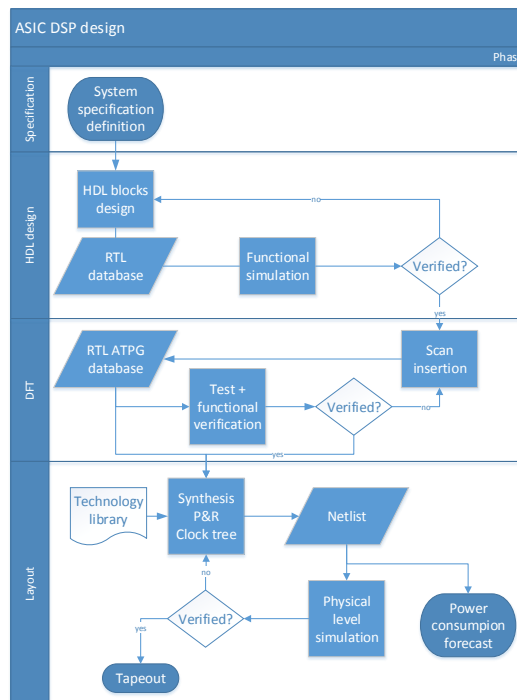 ASIC DSP design
Phas
Specification
System
specification
definition
HDL design
HDL blocks
design
no
RTL
database
Functional
simulation
Verified?
yes
DFT
RTL ATPG
database
Scan
insertion
Test +
functional
verification
Verified?
no
yes
Layout
Technology
library
Synthesis
P&R
Clock tree
Netlist
no
Physical
level
simulation
Verified?
yes
Power
consumpion
forecast
Tapeout